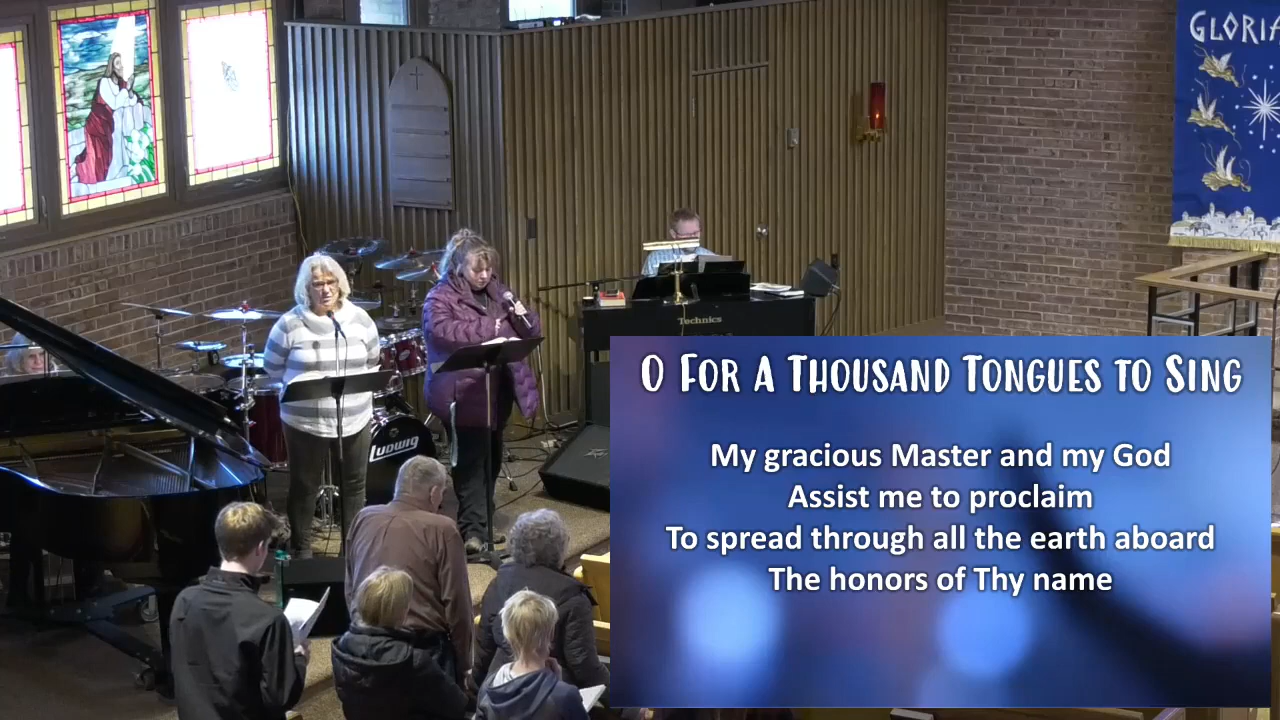 GLORIA
Technics
LUDWIG
O FOR A THOUSAND TONGUES TO SING
My gracious Master and my God
Assist me to proclaim
To spread through all the earth aboard
The honors of Thy name